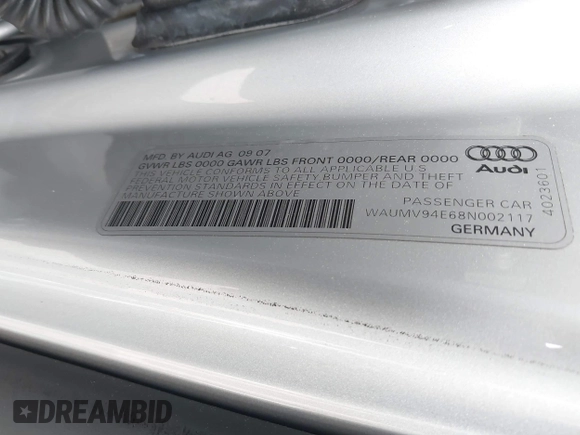 MFD. BY AUDI AG 09.07
GVWR LBS 0000 GAWR LBS FRONT 0000/REAR 0000
THIS VEHICLE CONFORMS TO ALL APPLICABLE U S
FEDERAL MOTOR VEHICLE SAFETY BUMPER AND THEFT
PREVENTION STANDARDS IN EFFECT ON THE DATE OF
MANUFACTURE SHOWN ABOVE
Audi
4023601
PASSENGER CAR
WAUMV94E68N002117
GERMANY
DREAMBID